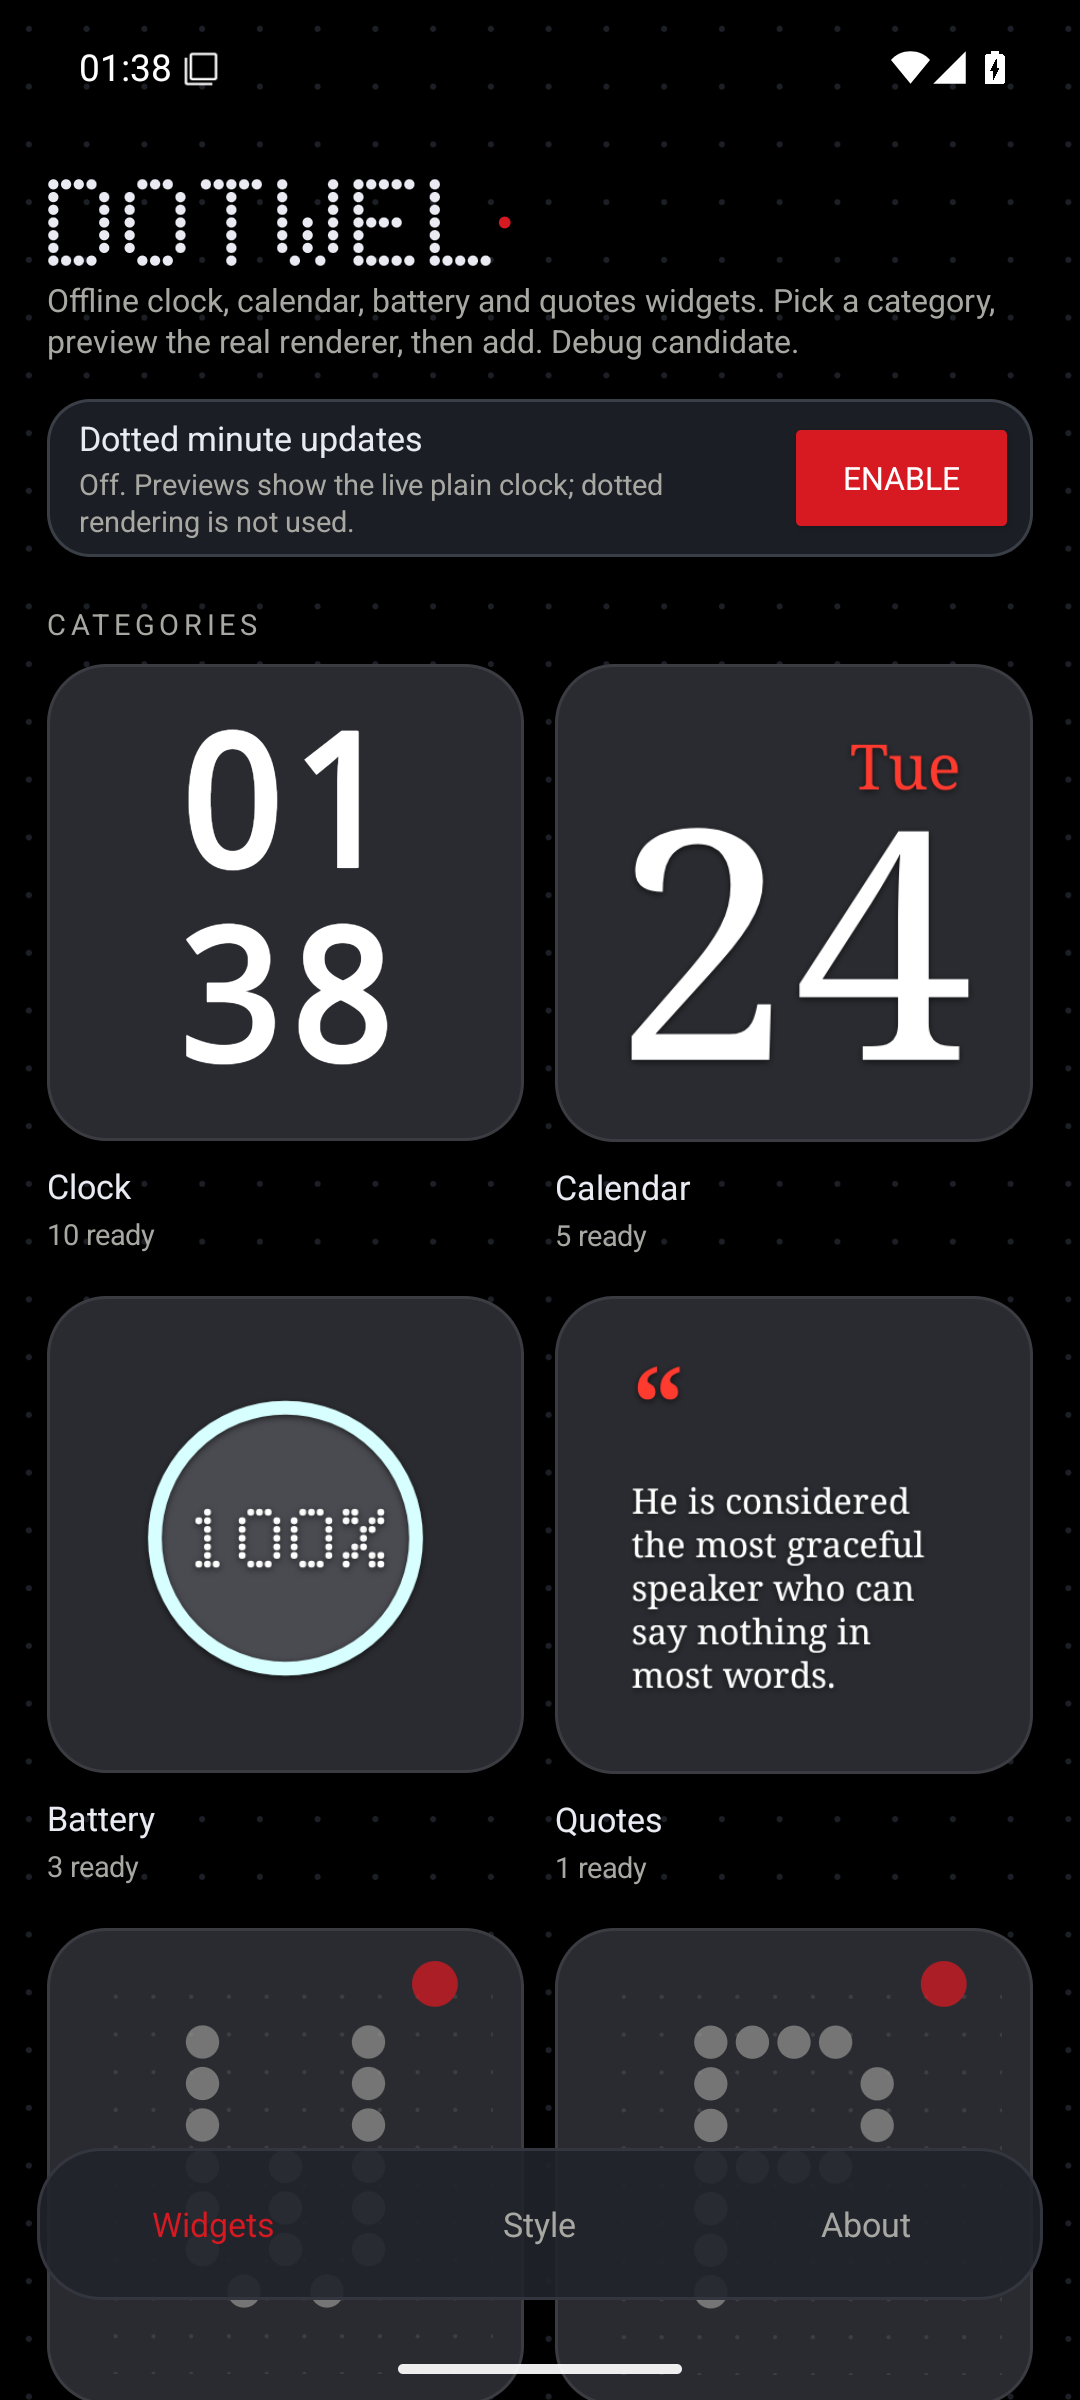 01:38
DOTWEL
Offline clock, calendar, battery and quotes widgets. Pick a category,
preview the real renderer, then add. Debug candidate.
Dotted minute updates
Off. Previews show the live plain clock; dotted
rendering is not used.
ENABLE
CATEGORIES
01
38
Tue
24
Clock
10 ready
Calendar
5 ready
100%
“
He is considered
the most graceful
speaker who can
say nothing in
most words.
Battery
3 ready
Quotes
1 ready
W
P
Widgets
Style
About